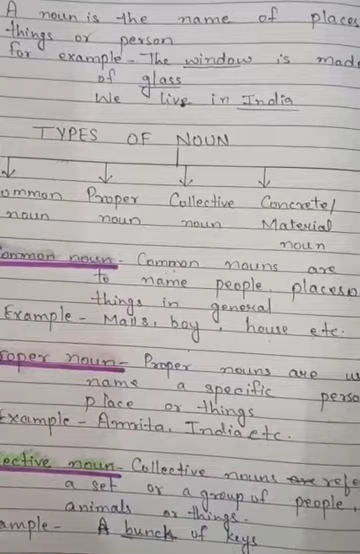 A noun is the name of places
things or person
for example - The window is made
of glass
We live in India
TYPES OF NOUN
ommon Proper Collective Concrete/
noun noun noun Material
noun
ommon noun - Common nouns are
to name people, places
things in general
Example - Malls, boy, house etc.
roper noun - Proper nouns are us
name a specific perso
place or things
Example - Amrita, India etc.
ective noun - Collective nouns are refe
a set or a group of people,
animals or things.
ample - A bunch of keys